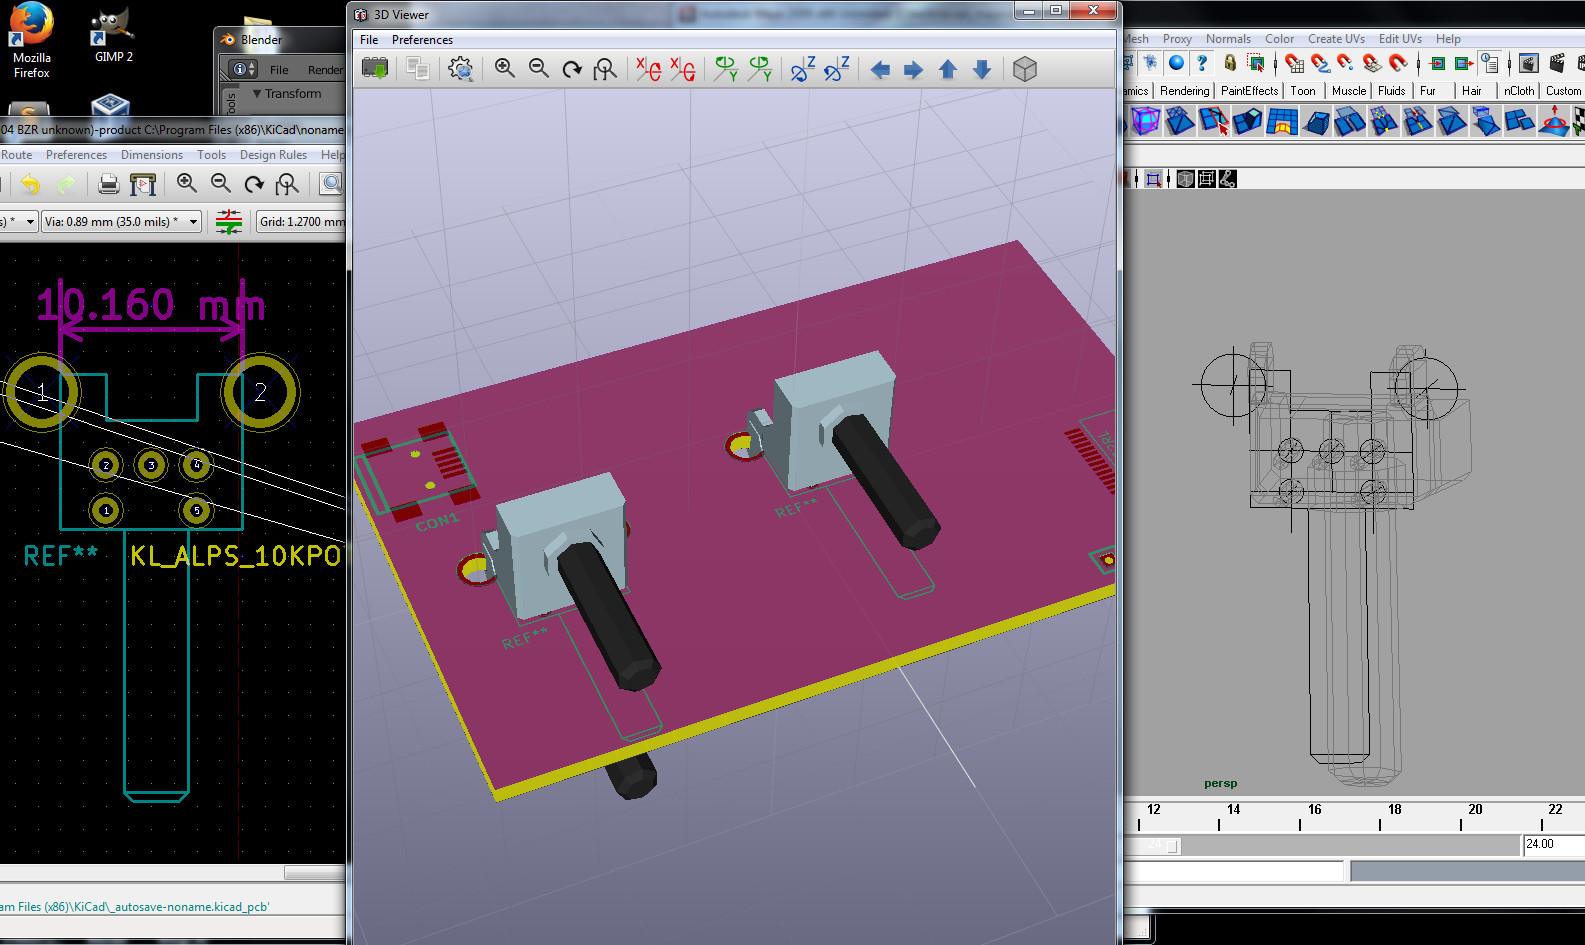 Mozilla
Firefox
GIMP 2
Blender
File
Render
Transform
3D Viewer
File Preferences
Mesh Proxy Normals Color Create UVs Edit UVs Help
Rendering PaintEffects Toon Muscle Fluids Fur Hair nCloth Custom
04 BZR unknown)-product C:\Program Files (x86)\KiCad\noname
Route Preferences Dimensions Tools Design Rules Help
Via: 0.89 mm (35.0 mils) *
Grid: 1.2700 mm
10.160 mm
1
2
2
3
4
1
5
REF**
KL_ALPS_10KPO
CON1
REF**
REF**
persp
12 14 16 18 20 22
24
24.00
am Files (x86)\KiCad\_autosave-noname.kicad_pcb'